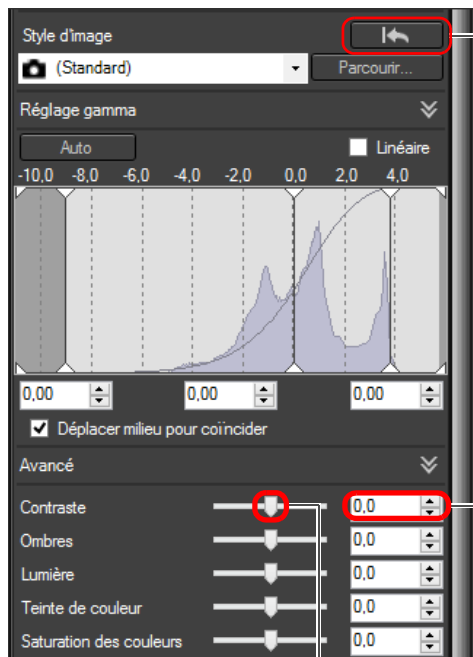 Style d'image
(Standard) Parcourir...
Réglage gamma
Auto Linéaire
-10,0 -8,0 -6,0 -4,0 -2,0 0,0 2,0 4,0
0,00 0,00 0,00
Déplacer milieu pour coïncider
Avancé
Contraste 0,0
Ombres 0,0
Lumière 0,0
Teinte de couleur 0,0
Saturation des couleurs 0,0